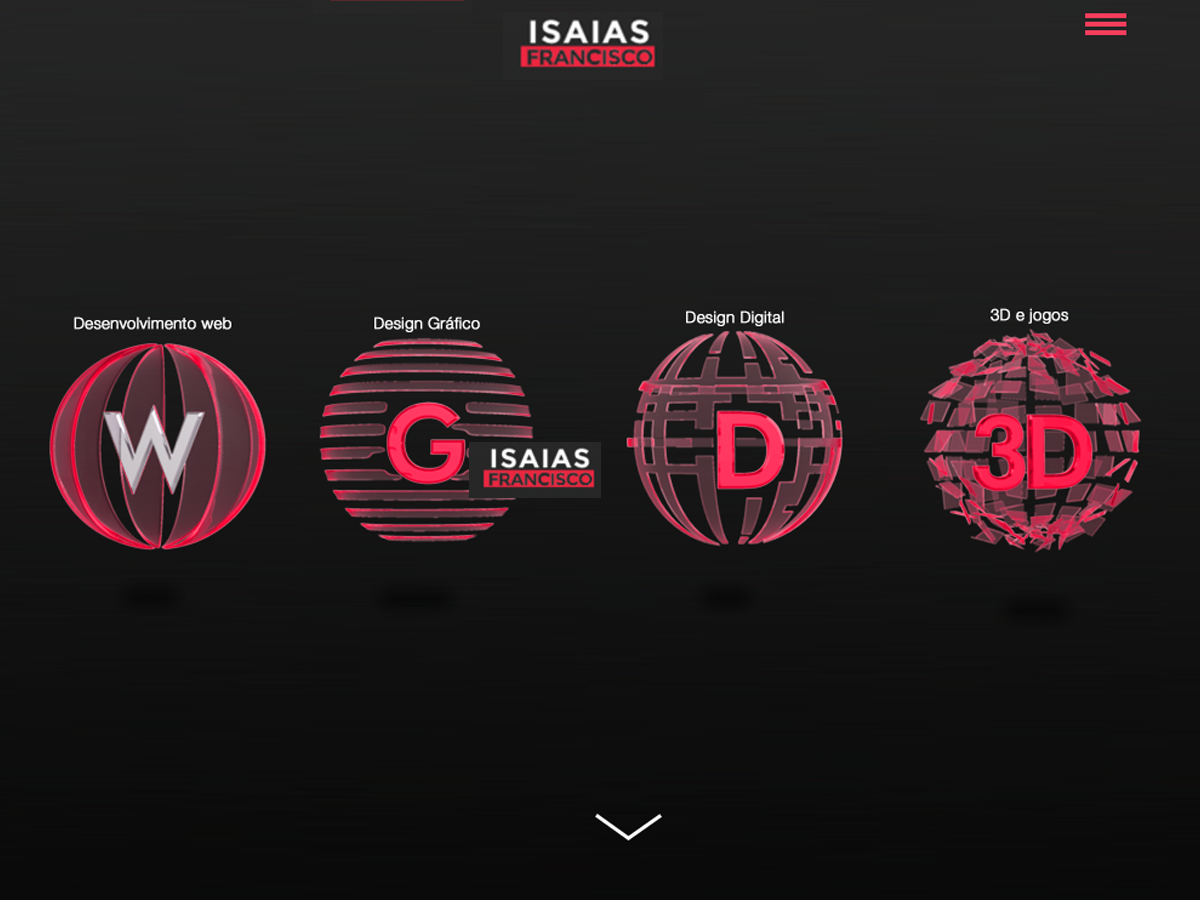 ISAIAS
FRANCISCO
Desenvolvimento web
Design Gráfico
Design Digital
3D e jogos
W
G
D
3D
ISAIAS
FRANCISCO